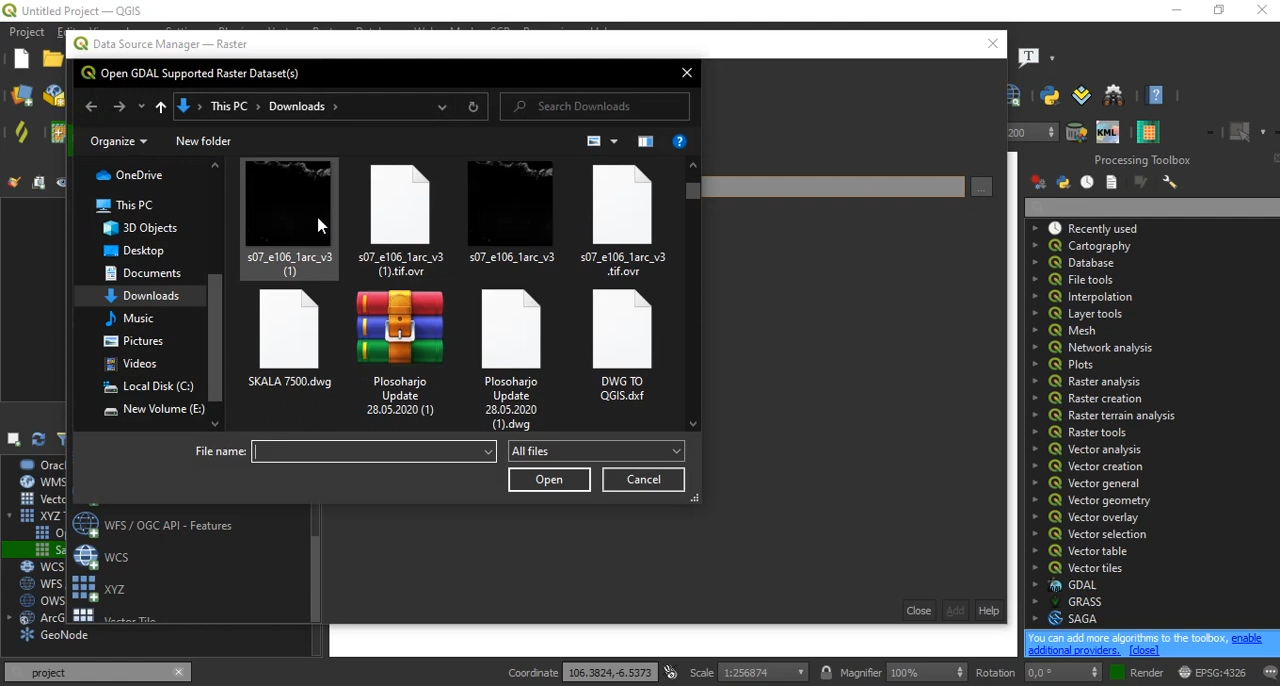 Untitled Project — QGIS
Project
Data Source Manager — Raster
Open GDAL Supported Raster Dataset(s)
This PC › Downloads ›
Search Downloads
Organize
New folder
OneDrive
This PC
3D Objects
Desktop
Documents
Downloads
Music
Pictures
Videos
Local Disk (C:)
New Volume (E:)
s07_e106_1arc_v3
(1)
s07_e106_1arc_v3
(1).tif.ovr
s07_e106_1arc_v3
s07_e106_1arc_v3
.tif.ovr
SKALA 7500.dwg
Plosoharjo
Update
28.05.2020 (1)
Plosoharjo
Update
28.05.2020
(1).dwg
DWG TO
QGIS.dxf
File name:
All files
Open
Cancel
WFS / OGC API - Features
WCS
XYZ
Vector Tile
Close
Add
Help
WMS
XYZ
WCS
WFS
OWS
GeoNode
200
KML
Processing Toolbox
Recently used
Cartography
Database
File tools
Interpolation
Layer tools
Mesh
Network analysis
Plots
Raster analysis
Raster creation
Raster terrain analysis
Raster tools
Vector analysis
Vector creation
Vector general
Vector geometry
Vector overlay
Vector selection
Vector table
Vector tiles
GDAL
GRASS
SAGA
You can add more algorithms to the toolbox, enable
additional providers. [close]
project
Coordinate 106.3824,-6.5373
Scale 1:256874
Magnifier 100%
Rotation 0,0 °
Render
EPSG:4326